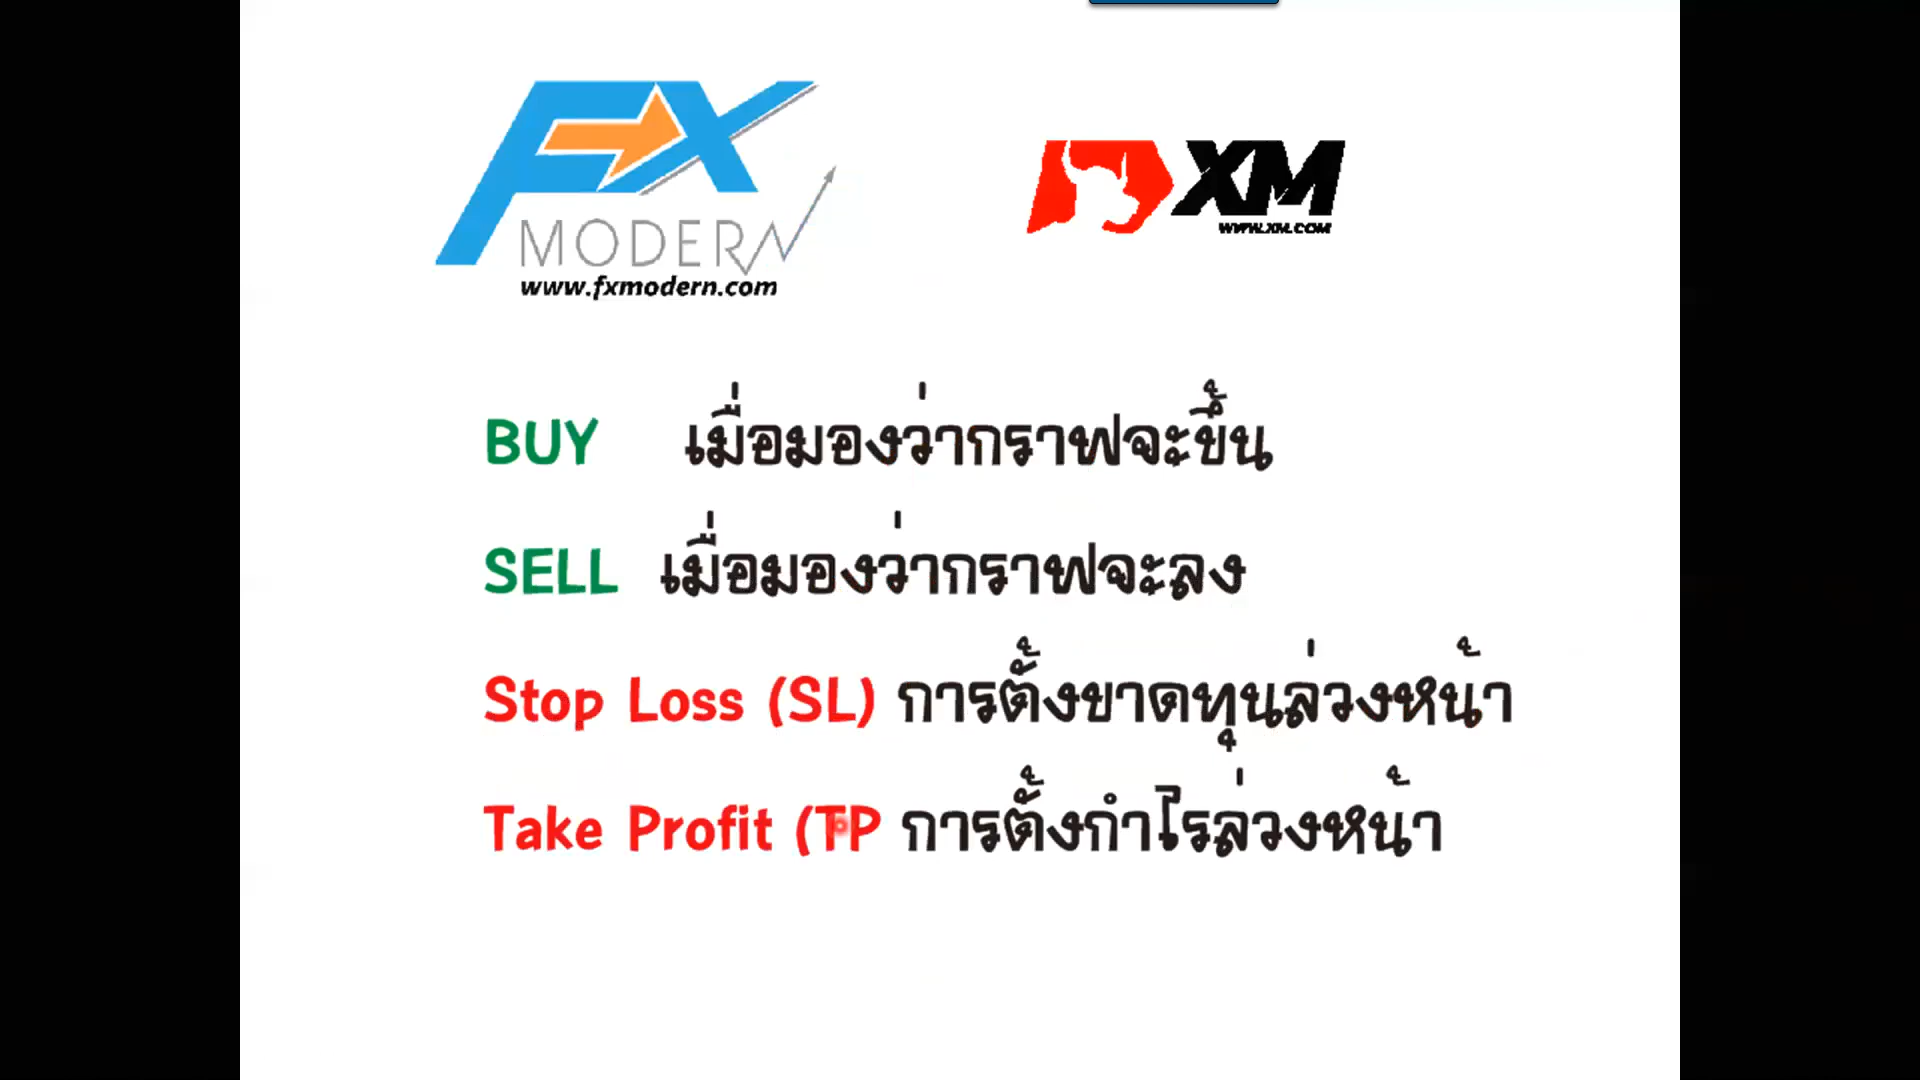 FX
MODERN
www.fxmodern.com
XM
WWW.XM.COM
BUY เมื่อมองว่ากราฟจะขึ้น
SELL เมื่อมองว่ากราฟจะลง
Stop Loss (SL) การตั้งขาดทุนล่วงหน้า
Take Profit (TP การตั้งกำไรล่วงหน้า